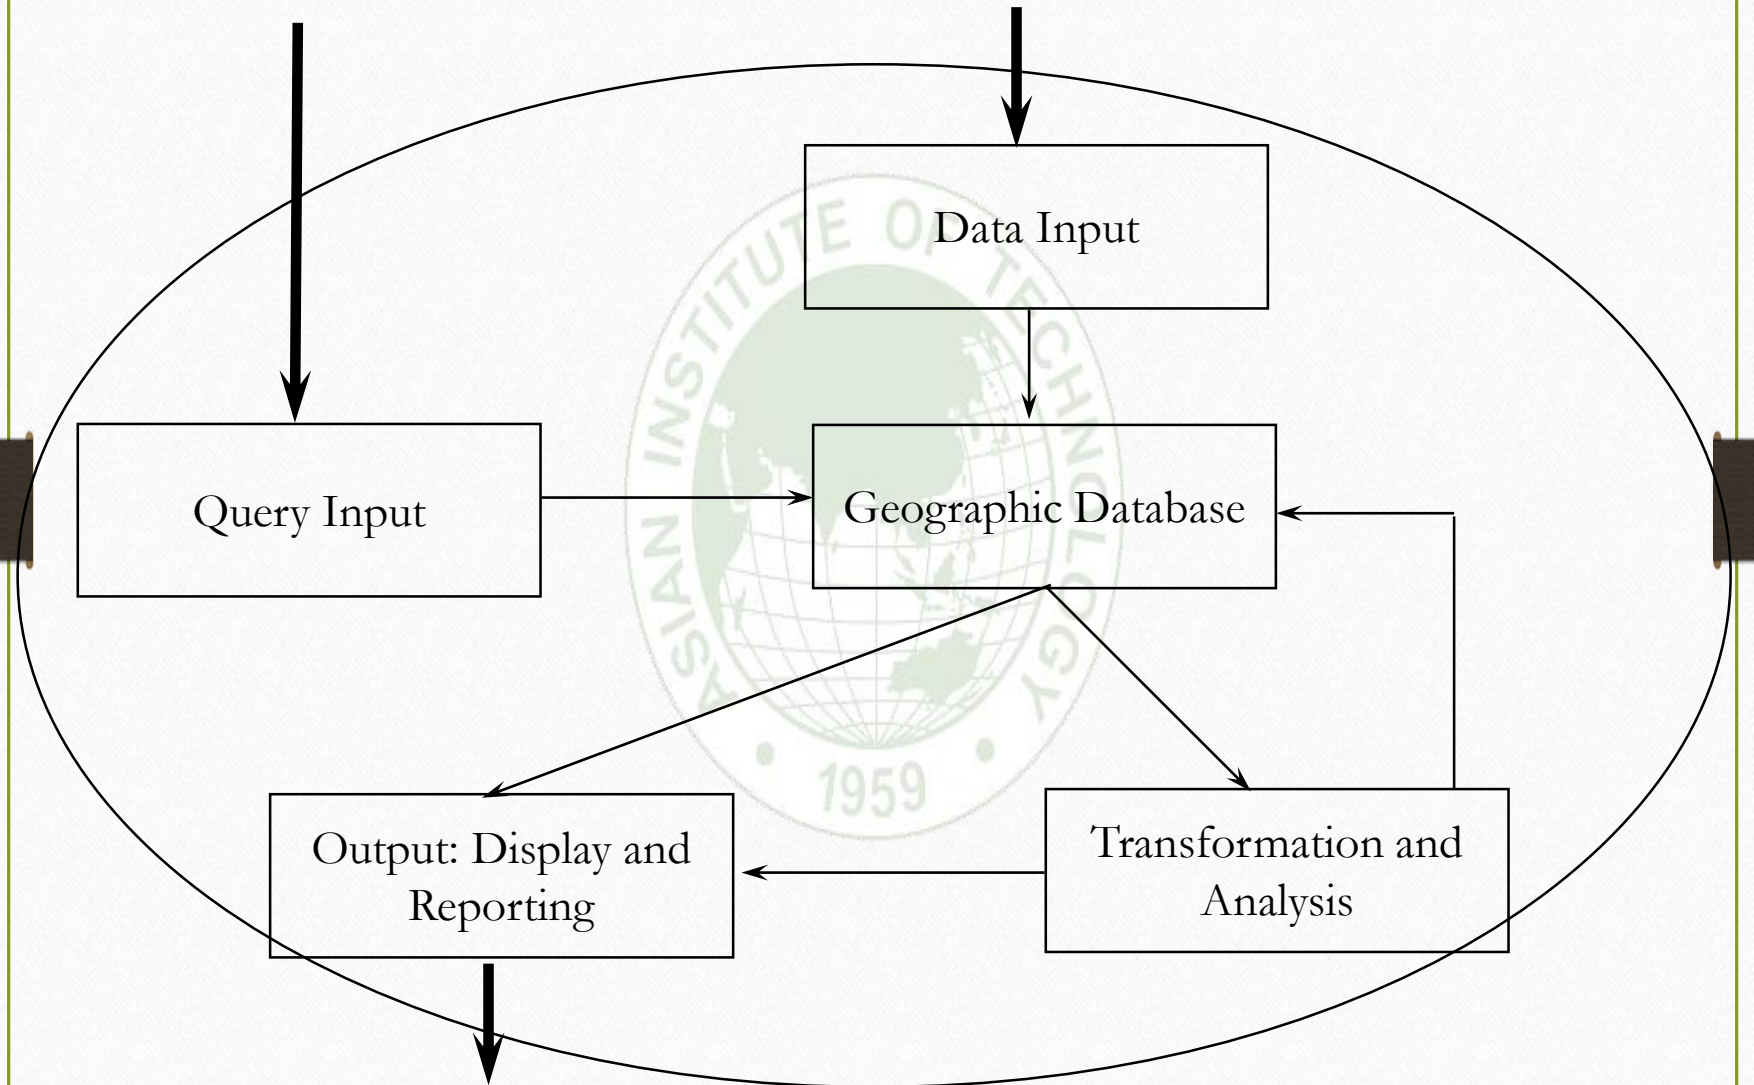 Data Input
Query Input
Geographic Database
Output: Display and
Reporting
Transformation and
Analysis
ASIAN INSTITUTE OF TECHNOLOGY
1959